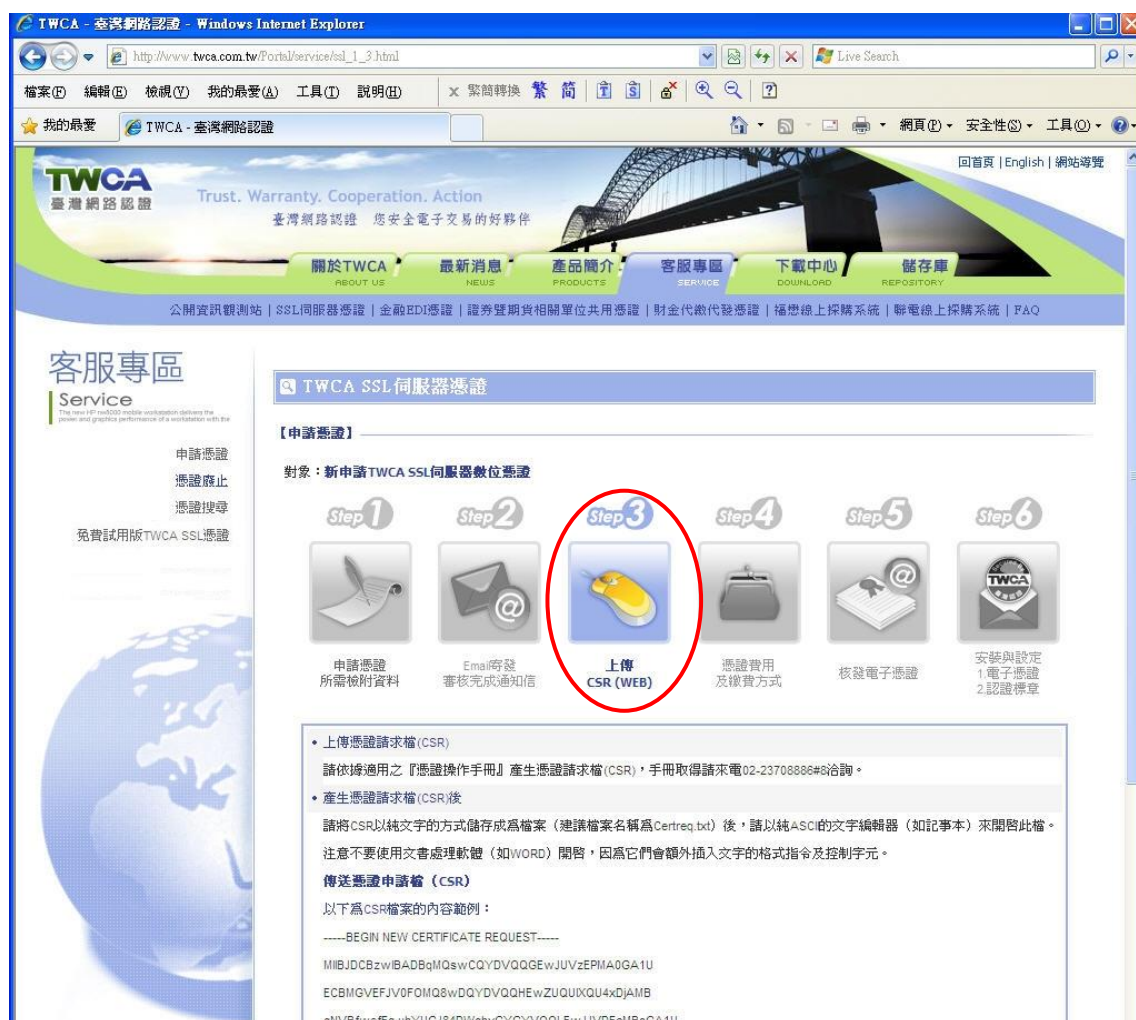 TWCA - 臺灣網路認證 - Windows Internet Explorer
http://www.twca.com.tw/Portal/service/ssl_1_3.html
Live Search
檔案(F) 編輯(E) 檢視(V) 我的最愛(A) 工具(T) 說明(H) x 繁簡轉換 繁 簡
我的最愛 TWCA - 臺灣網路認證 網頁(P) 安全性(S) 工具(O)
回首頁 | English | 網站導覽
TWCA
臺灣網路認證
Trust. Warranty. Cooperation. Action
臺灣網路認證 您安全電子交易的好夥伴
關於TWCA 最新消息 產品簡介 客服專區 下載中心 儲存庫
ABOUT US NEWS PRODUCTS SERVICE DOWNLOAD REPOSITORY
公開資訊觀測站 | SSL伺服器憑證 | 金融EDI憑證 | 證券暨期貨相關單位共用憑證 | 財金代繳代發憑證 | 福懋線上採購系統 | 聯電線上採購系統 | FAQ
客服專區
Service
The new HP nw8000 mobile workstation delivers the
power and graphics performance of a workstation with the
申請憑證
憑證廢止
憑證搜尋
免費試用版TWCA SSL憑證
TWCA SSL伺服器憑證
【申請憑證】
對象：新申請TWCA SSL伺服器數位憑證
Step1 Step2 Step3 Step4 Step5 Step6
TWCA
申請憑證
所需檢附資料
Email寄發
審核完成通知信
上傳
CSR (WEB)
憑證費用
及繳費方式
核發電子憑證
安裝與設定
1.電子憑證
2.認證標章
• 上傳憑證請求檔(CSR)
請依據適用之『憑證操作手冊』產生憑證請求檔(CSR)，手冊取得請來電02-23708886#8洽詢。
• 產生憑證請求檔(CSR)後
請將CSR以純文字的方式儲存成為檔案（建議檔案名稱為Certreq.txt）後，請以純ASCI的文字編輯器（如記事本）來開啓此檔。
注意不要使用文書處理軟體（如WORD）開啓，因為它們會額外插入文字的格式指令及控制字元。
傳送憑證申請檔（CSR）
以下為CSR檔案的內容範例：
-----BEGIN NEW CERTIFICATE REQUEST-----
MIIBJDCBzwIBADBqMQswCQYDVQQGEwJUVzEPMA0GA1U
ECBMGVEFJV0FOMQ8wDQYDVQQHEwZUQUlXQU4xDjAMB